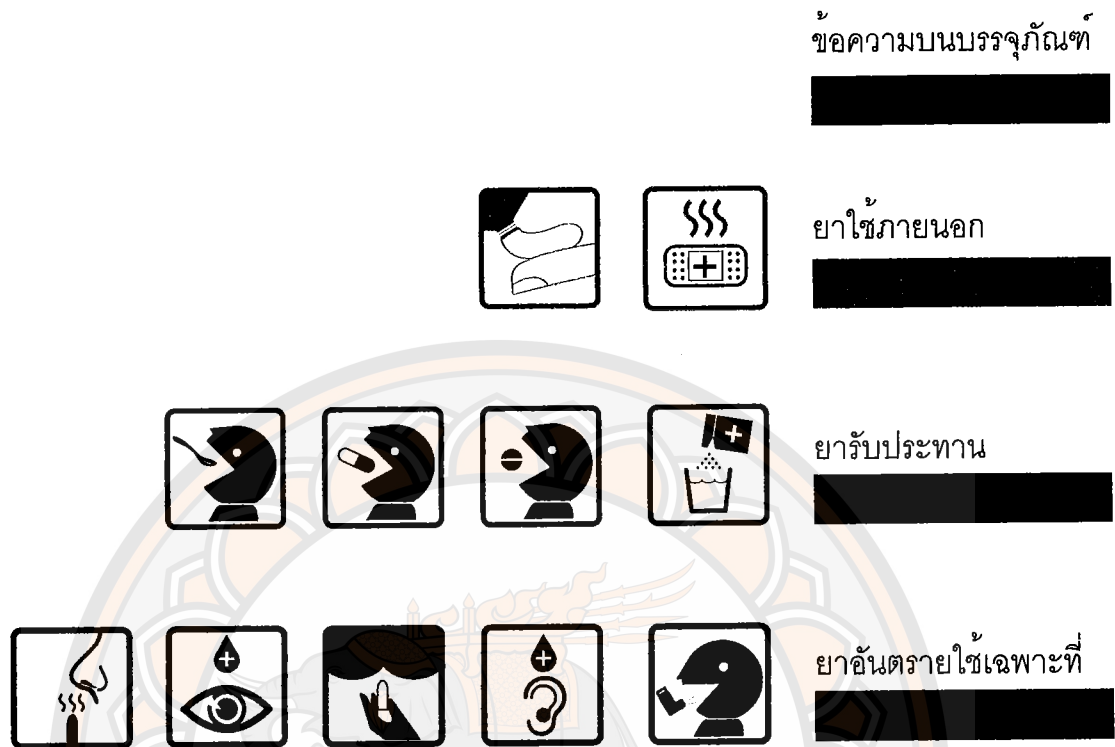 ข้อความบนบรรจุภัณฑ์
ยาใช้ภายนอก
ยารับประทาน
ยาอันตรายใช้เฉพาะที่